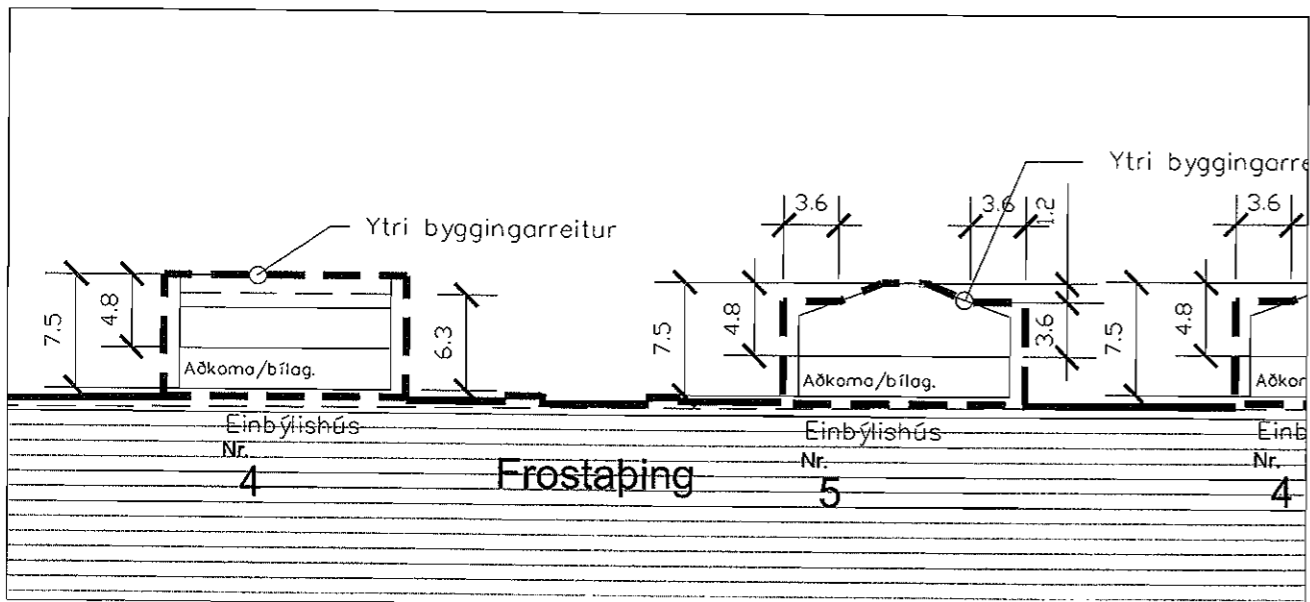 Ytri byggingarreitur
7.5
4.8
6.3
Aðkoma/bílag.
Einbýlishús
Nr.
4
Frostaþing
Ytri byggingarre
3.6
3.6
1.2
7.5
4.8
3.6
Aðkoma/bílag.
Einbýlishús
Nr.
5
3.6
7.5
4.8
Aðkor
Einb
Nr.
4